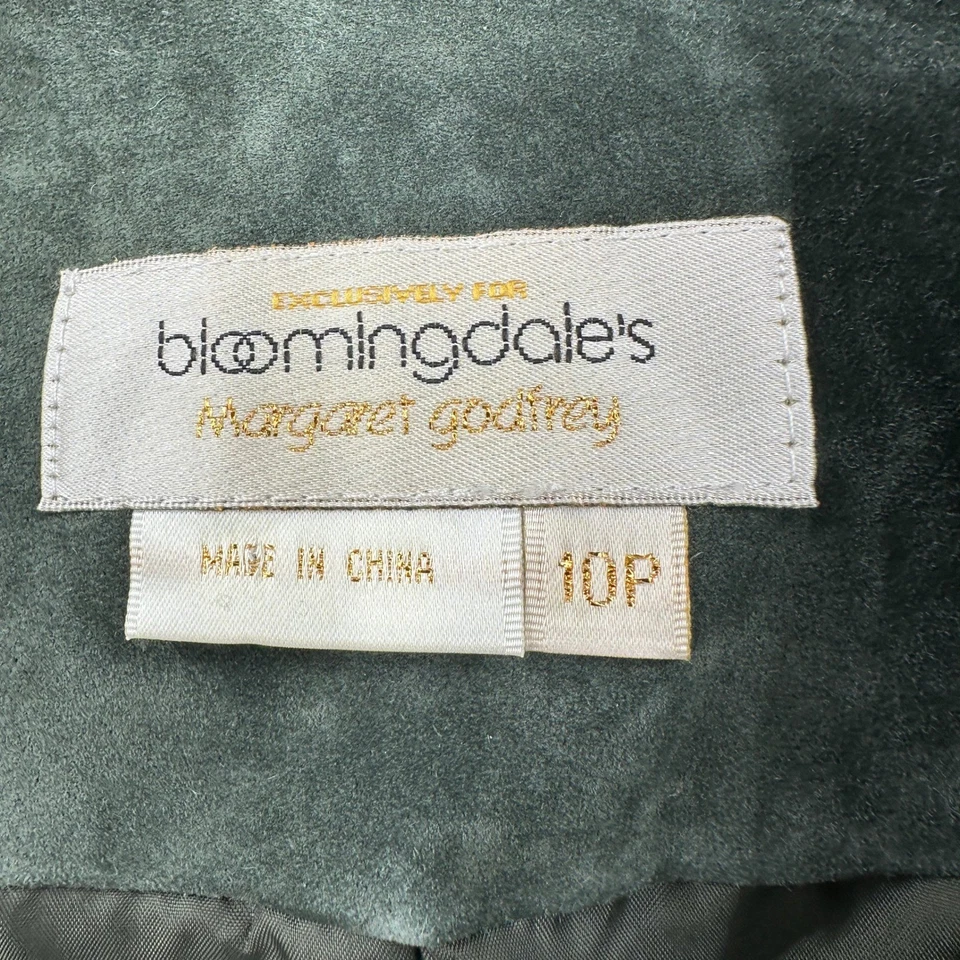 EXCLUSIVELY FOR
bloomingdale's
Margaret godfrey
MADE IN CHINA
10P